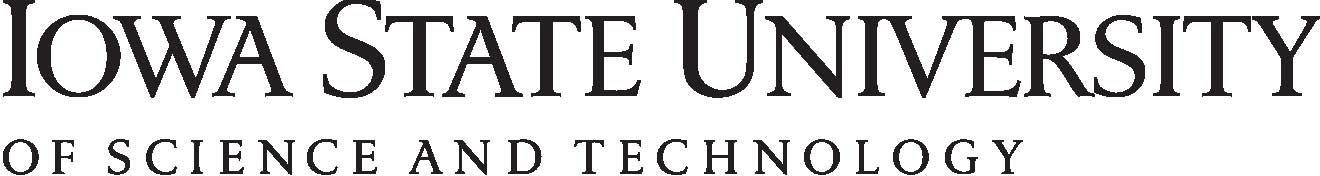 IOWA STATE UNIVERSITY
OF SCIENCE AND TECHNOLOGY